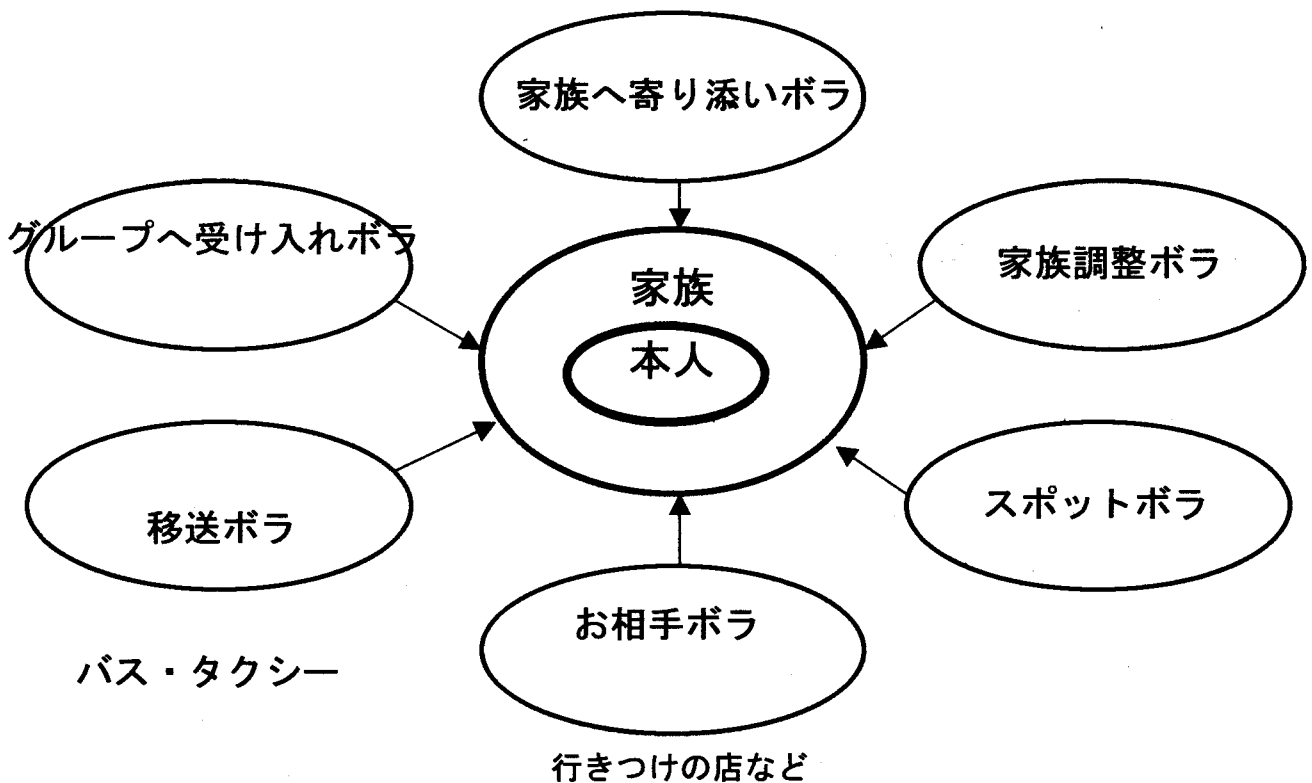 家族へ寄り添いボラ
グループへ受け入れボラ
家族調整ボラ
家族
本人
移送ボラ
スポットボラ
お相手ボラ
バス・タクシー
行きつけの店など